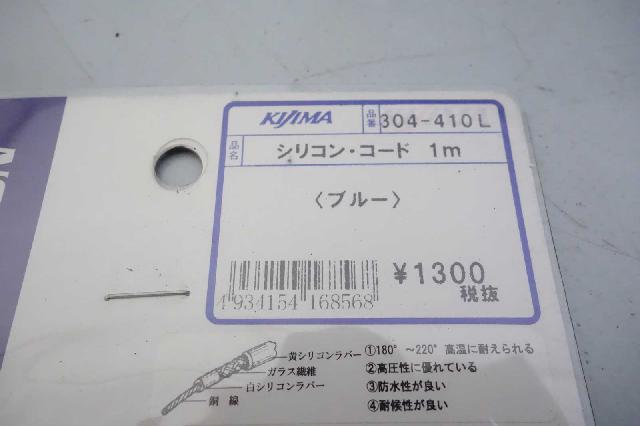 KIJIMA 品番 304-410L
品名 シリコン・コード 1m
〈ブルー〉
¥1300
税抜
4934154 168568
黄シリコンラバー
ガラス繊維
白シリコンラバー
銅線
①180° ～220° 高温に耐えられる
②高圧性に優れている
③防水性が良い
④耐候性が良い